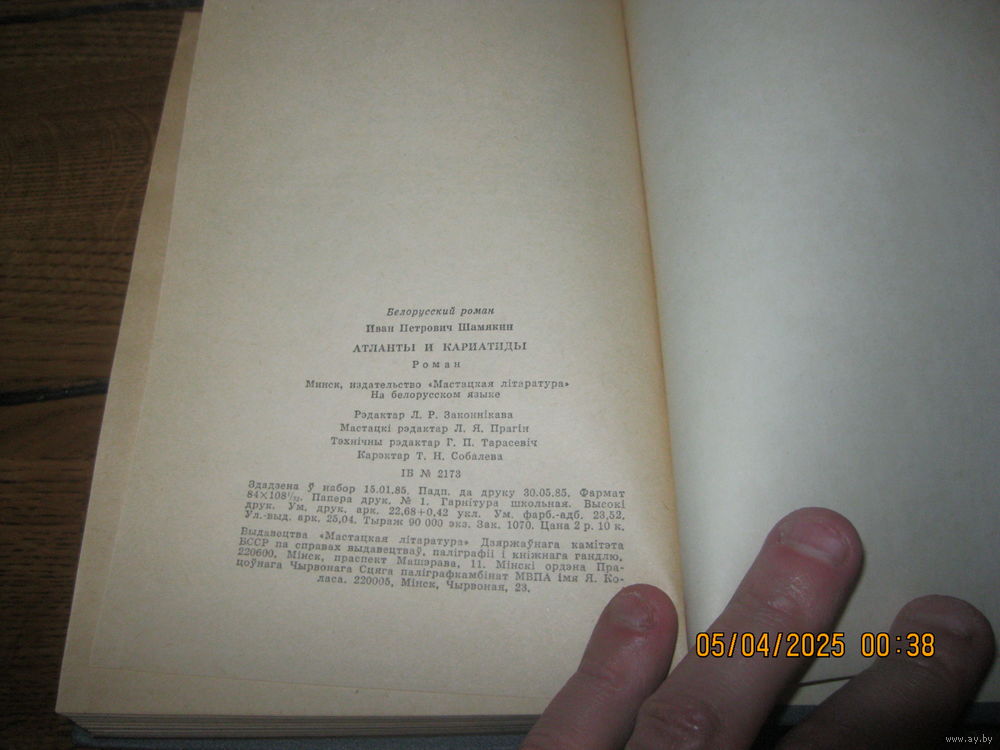 Белорусский роман
Иван Петрович Шамякин
АТЛАНТЫ И КАРИАТИДЫ
Роман
Минск, издательство «Мастацкая літаратура»
На белорусском языке
Рэдактар Л. Р. Законнікава
Мастацкі рэдактар Л. Я. Прагін
Тэхнічны рэдактар Г. П. Тарасевіч
Карэктар Т. Н. Собалева
ІБ № 2173
Здадзена ў набор 15.01.85. Падп. да друку 30.05.85. Фармат
84×108¹/₃₂. Папера друк. № 1. Гарнітура школьная. Высокі
друк. Ум. друк. арк. 22,68+0,42 укл. Ум. фарб.-адб. 23,52.
Ул.-выд. арк. 25,04. Тыраж 90 000 экз. Зак. 1070. Цана 2 р. 10 к.
Выдавецтва «Мастацкая літаратура» Дзяржаўнага камітэта
БССР па справах выдавецтваў, паліграфіі і кніжнага гандлю.
220600, Мінск, праспект Машэрава, 11. Мінскі ордэна Пра-
цоўнага Чырвонага Сцяга паліграфкамбінат МВПА імя Я. Ко-
ласа. 220005, Мінск, Чырвоная, 23.
05/04/2025 00:38
www.ay.by